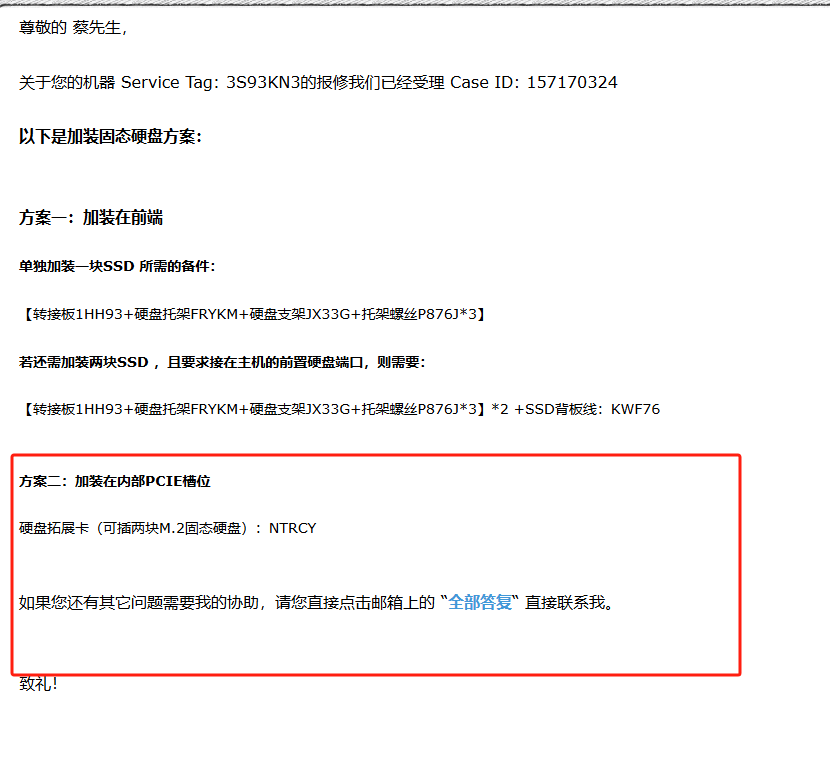 尊敬的 蔡先生，
关于您的机器 Service Tag：3S93KN3的报修我们已经受理 Case ID：157170324
以下是加装固态硬盘方案：
方案一：加装在前端
单独加装一块SSD 所需的备件：
【转接板1HH93+硬盘托架FRYKM+硬盘支架JX33G+托架螺丝P876J*3】
若还需加装两块SSD ，且要求接在主机的前置硬盘端口，则需要：
【转接板1HH93+硬盘托架FRYKM+硬盘支架JX33G+托架螺丝P876J*3】*2 +SSD背板线：KWF76
方案二：加装在内部PCIE槽位
硬盘拓展卡（可插两块M.2固态硬盘）：NTRCY
如果您还有其它问题需要我的协助，请您直接点击邮箱上的 “全部答复“ 直接联系我。
致礼！